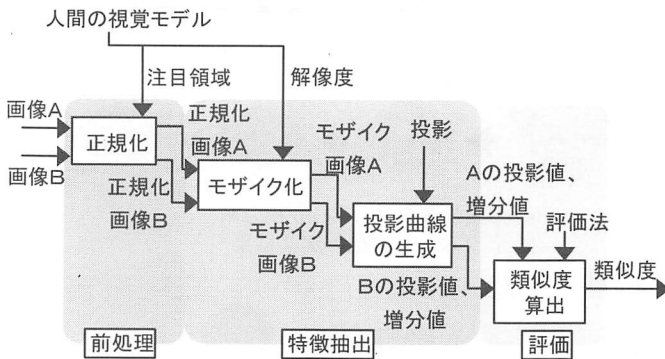 人間の視覚モデル
注目領域
解像度
画像A
画像B
正規化
正規化
画像A
正規化
画像B
モザイク化
モザイク
画像A
モザイク
画像B
投影
投影曲線
の生成
Aの投影値、
増分値
Bの投影値、
増分値
評価法
類似度
算出
類似度
前処理
特徴抽出
評価